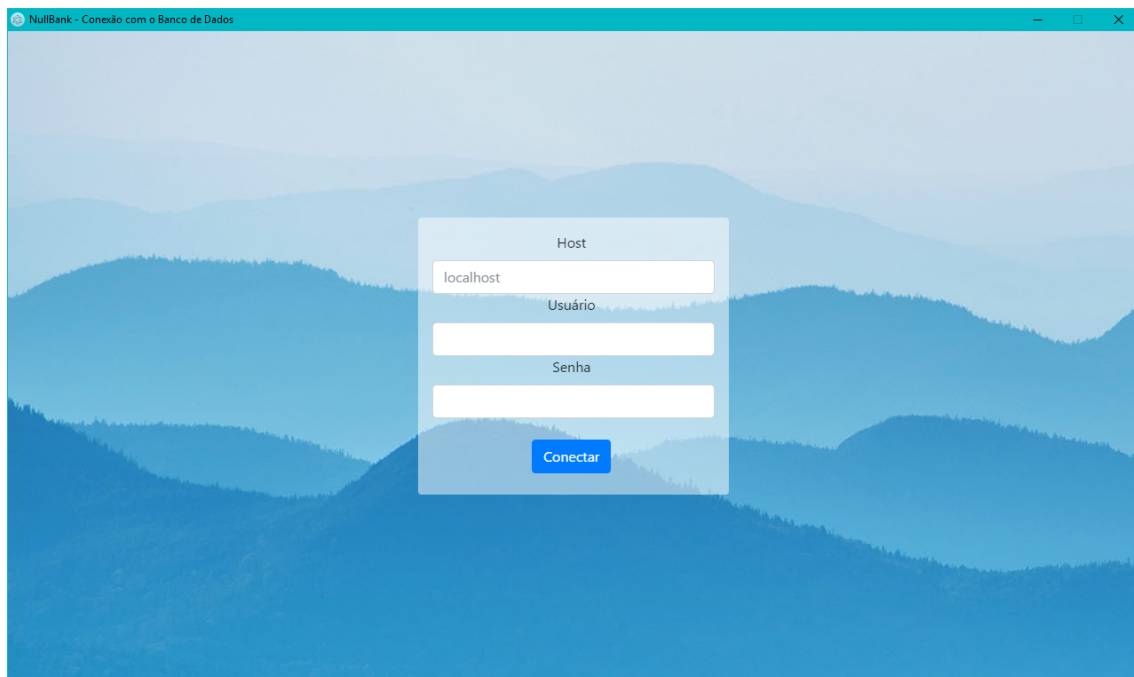 NullBank - Conexão com o Banco de Dados
Host
localhost
Usuário
Senha
Conectar